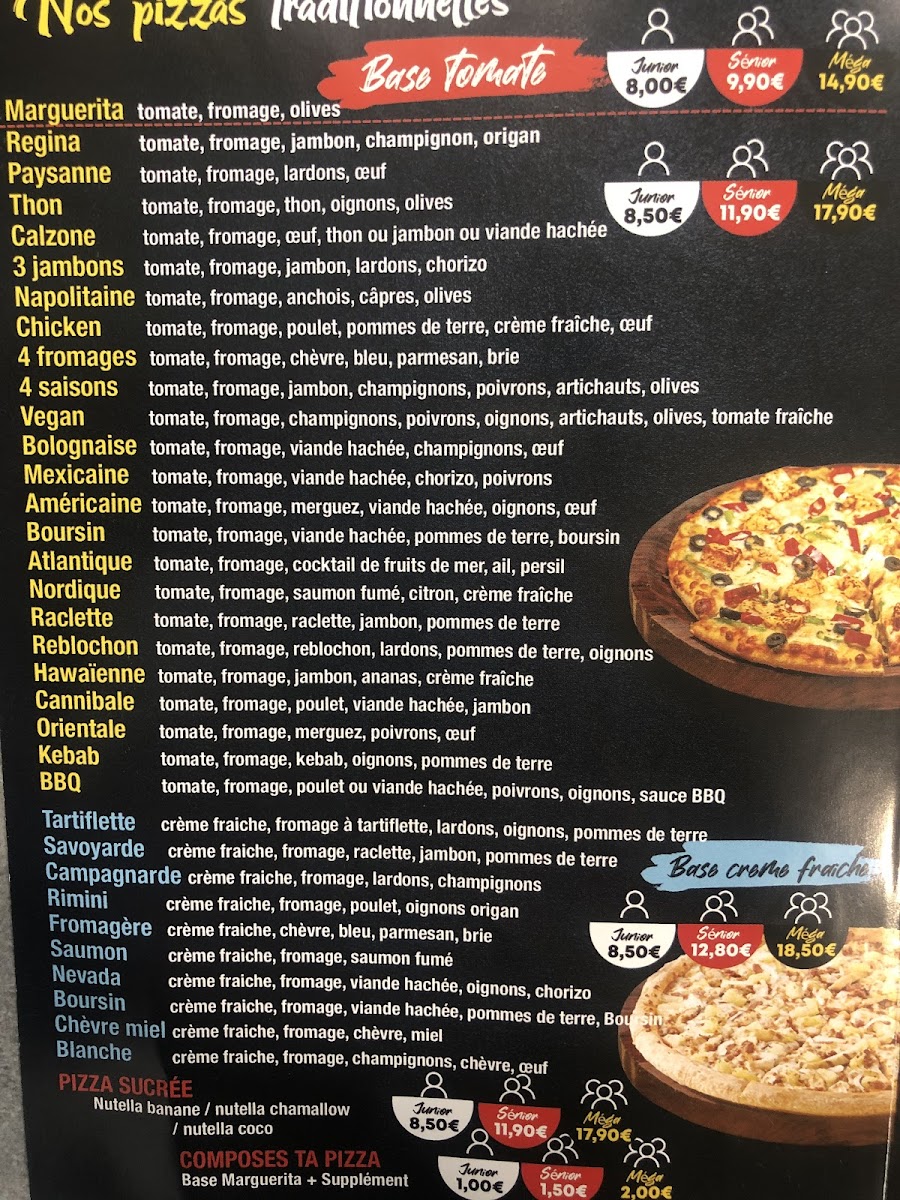 Nos pizzas Traditionnelles
Base tomate
Junior 8,00€ Sénior 9,90€ Méga 14,90€
Marguerita tomate, fromage, olives
Regina tomate, fromage, jambon, champignon, origan
Paysanne tomate, fromage, lardons, œuf
Junior 8,50€ Sénior 11,90€ Méga 17,90€
Thon tomate, fromage, thon, oignons, olives
Calzone tomate, fromage, œuf, thon ou jambon ou viande hachée
3 jambons tomate, fromage, jambon, lardons, chorizo
Napolitaine tomate, fromage, anchois, câpres, olives
Chicken tomate, fromage, poulet, pommes de terre, crème fraîche, œuf
4 fromages tomate, fromage, chèvre, bleu, parmesan, brie
4 saisons tomate, fromage, jambon, champignons, poivrons, artichauts, olives
Vegan tomate, fromage, champignons, poivrons, oignons, artichauts, olives, tomate fraîche
Bolognaise tomate, fromage, viande hachée, champignons, œuf
Mexicaine tomate, fromage, viande hachée, chorizo, poivrons
Américaine tomate, fromage, merguez, viande hachée, oignons, œuf
Boursin tomate, fromage, viande hachée, pommes de terre, boursin
Atlantique tomate, fromage, cocktail de fruits de mer, ail, persil
Nordique tomate, fromage, saumon fumé, citron, crème fraîche
Raclette tomate, fromage, raclette, jambon, pommes de terre
Reblochon tomate, fromage, reblochon, lardons, pommes de terre, oignons
Hawaïenne tomate, fromage, jambon, ananas, crème fraîche
Cannibale tomate, fromage, poulet, viande hachée, jambon
Orientale tomate, fromage, merguez, poivrons, œuf
Kebab tomate, fromage, kebab, oignons, pommes de terre
BBQ tomate, fromage, poulet ou viande hachée, poivrons, oignons, sauce BBQ
Tartiflette crème fraiche, fromage à tartiflette, lardons, oignons, pommes de terre
Savoyarde crème fraiche, fromage, raclette, jambon, pommes de terre
Base creme fraiche
Campagnarde crème fraiche, fromage, lardons, champignons
Rimini crème fraiche, fromage, poulet, oignons origan
Fromagère crème fraiche, chèvre, bleu, parmesan, brie
Junior 8,50€ Sénior 12,80€ Méga 18,50€
Saumon crème fraiche, fromage, saumon fumé
Nevada crème fraiche, fromage, viande hachée, oignons, chorizo
Boursin crème fraiche, fromage, viande hachée, pommes de terre, Boursin
Chèvre miel crème fraiche, fromage, chèvre, miel
Blanche crème fraiche, fromage, champignons, chèvre, œuf
PIZZA SUCRÉE
Nutella banane / nutella chamallow
/ nutella coco
Junior 8,50€ Sénior 11,90€ Méga 17,90€
COMPOSES TA PIZZA
Base Marguerita + Supplément
Junior 1,00€ Sénior 1,50€ Méga 2,00€